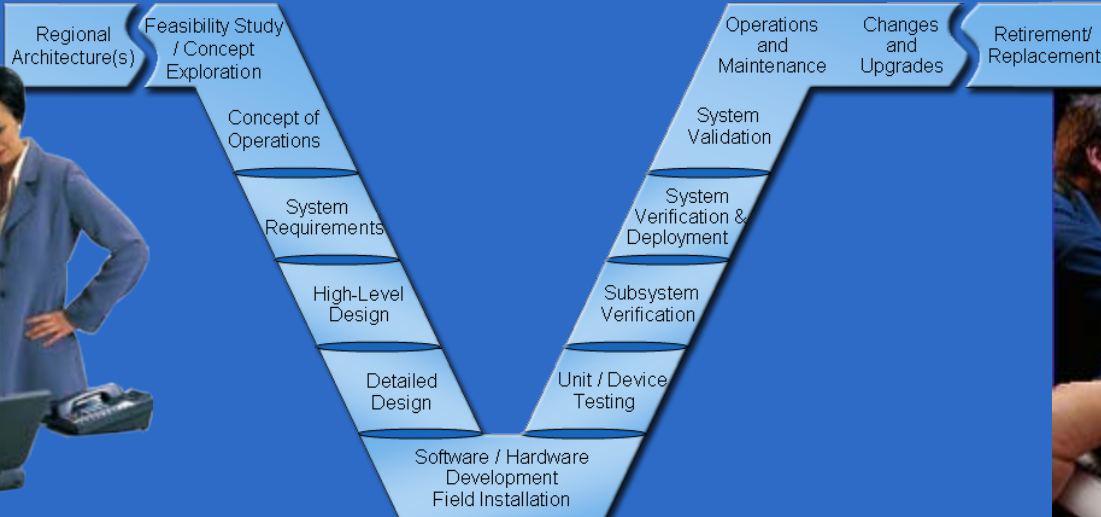 Regional
Architecture(s)
Feasibility Study
/ Concept
Exploration
Concept of
Operations
System
Requirements
High-Level
Design
Detailed
Design
Software / Hardware
Development
Field Installation
Unit / Device
Testing
Subsystem
Verification
System
Verification &
Deployment
System
Validation
Operations
and
Maintenance
Changes
and
Upgrades
Retirement/
Replacement